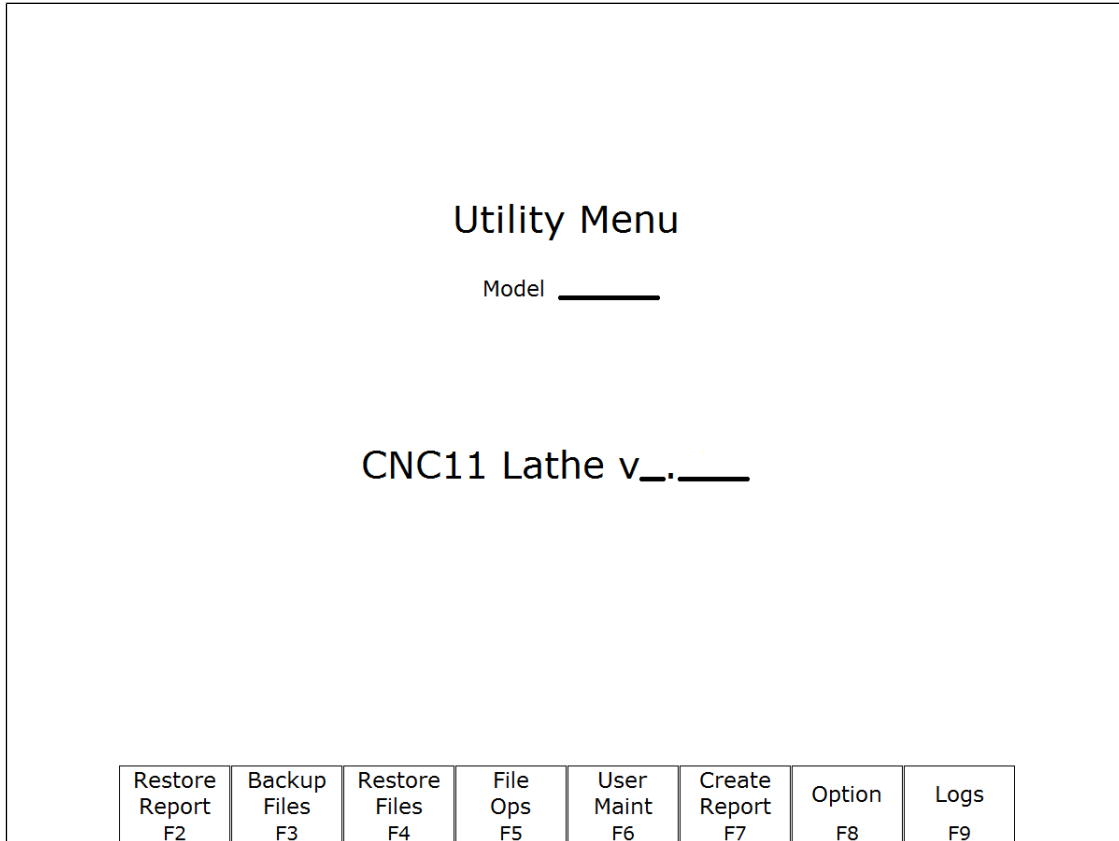 Utility Menu
Model _______
CNC11 Lathe v_.___
Restore Report F2
Backup Files F3
Restore Files F4
File Ops F5
User Maint F6
Create Report F7
Option F8
Logs F9